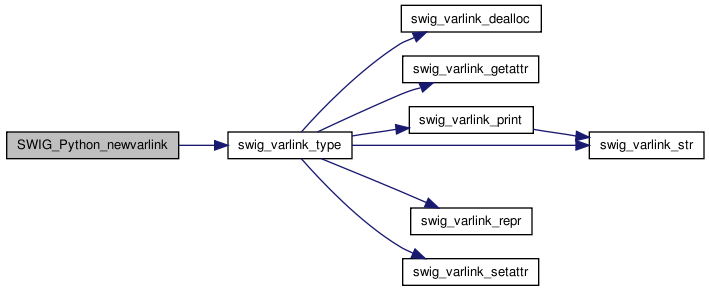 swig_varlink_dealloc
swig_varlink_getattr
swig_varlink_print
SWIG_Python_newvarlink
swig_varlink_type
swig_varlink_str
swig_varlink_repr
swig_varlink_setattr